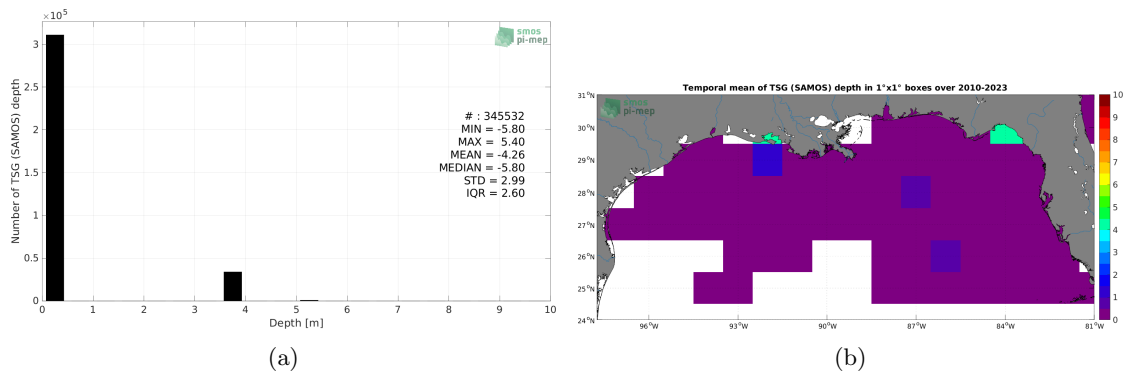 ×10⁵
smos
pi-mep
3
2.5
2
1.5
1
0.5
0
Number of TSG (SAMOS) depth
# : 345532
MIN = -5.80
MAX = 5.40
MEAN = -4.26
MEDIAN = -5.80
STD = 2.99
IQR = 2.60
0 1 2 3 4 5 6 7 8 9 10
Depth [m]
(a)
Temporal mean of TSG (SAMOS) depth in 1°x1° boxes over 2010-2023
smos
pi-mep
31°N
30°N
29°N
28°N
27°N
26°N
25°N
24°N
96°W 93°W 90°W 87°W 84°W 81°W
10
9
8
7
6
5
4
3
2
1
0
(b)